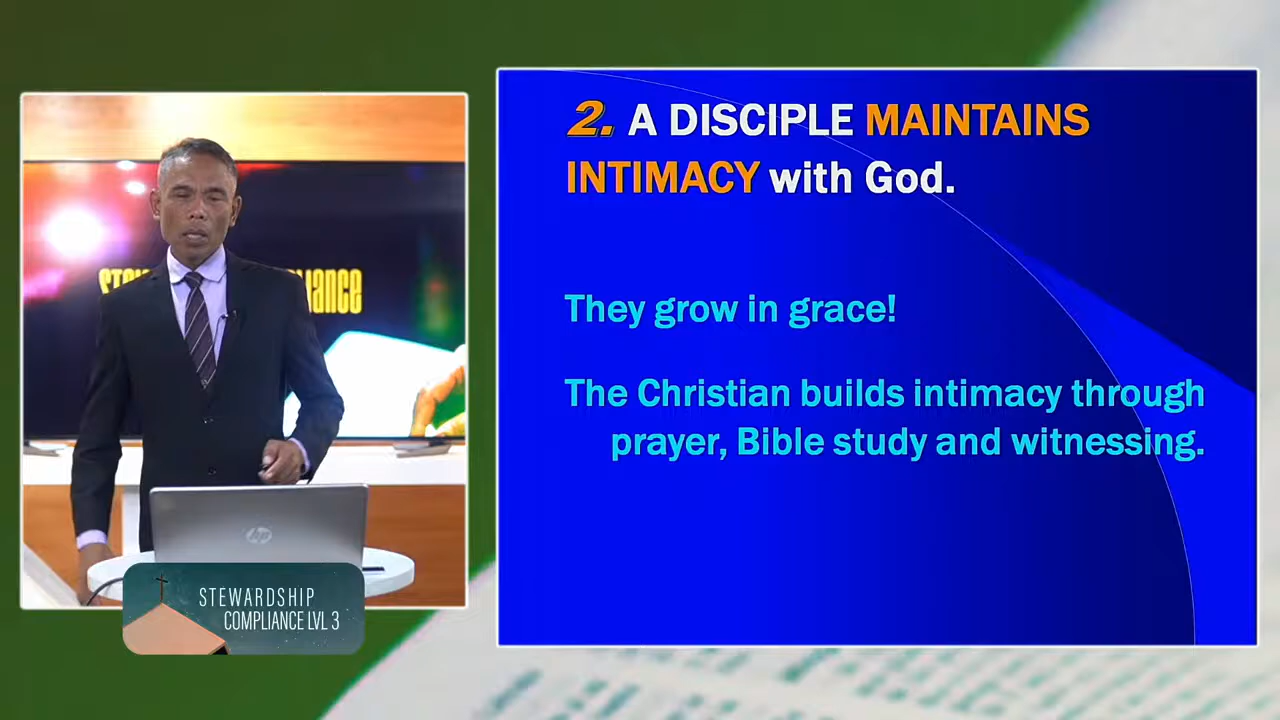 2. A DISCIPLE MAINTAINS
INTIMACY with God.
They grow in grace!
The Christian builds intimacy through
prayer, Bible study and witnessing.
hp
STEWARDSHIP
COMPLIANCE LVL 3